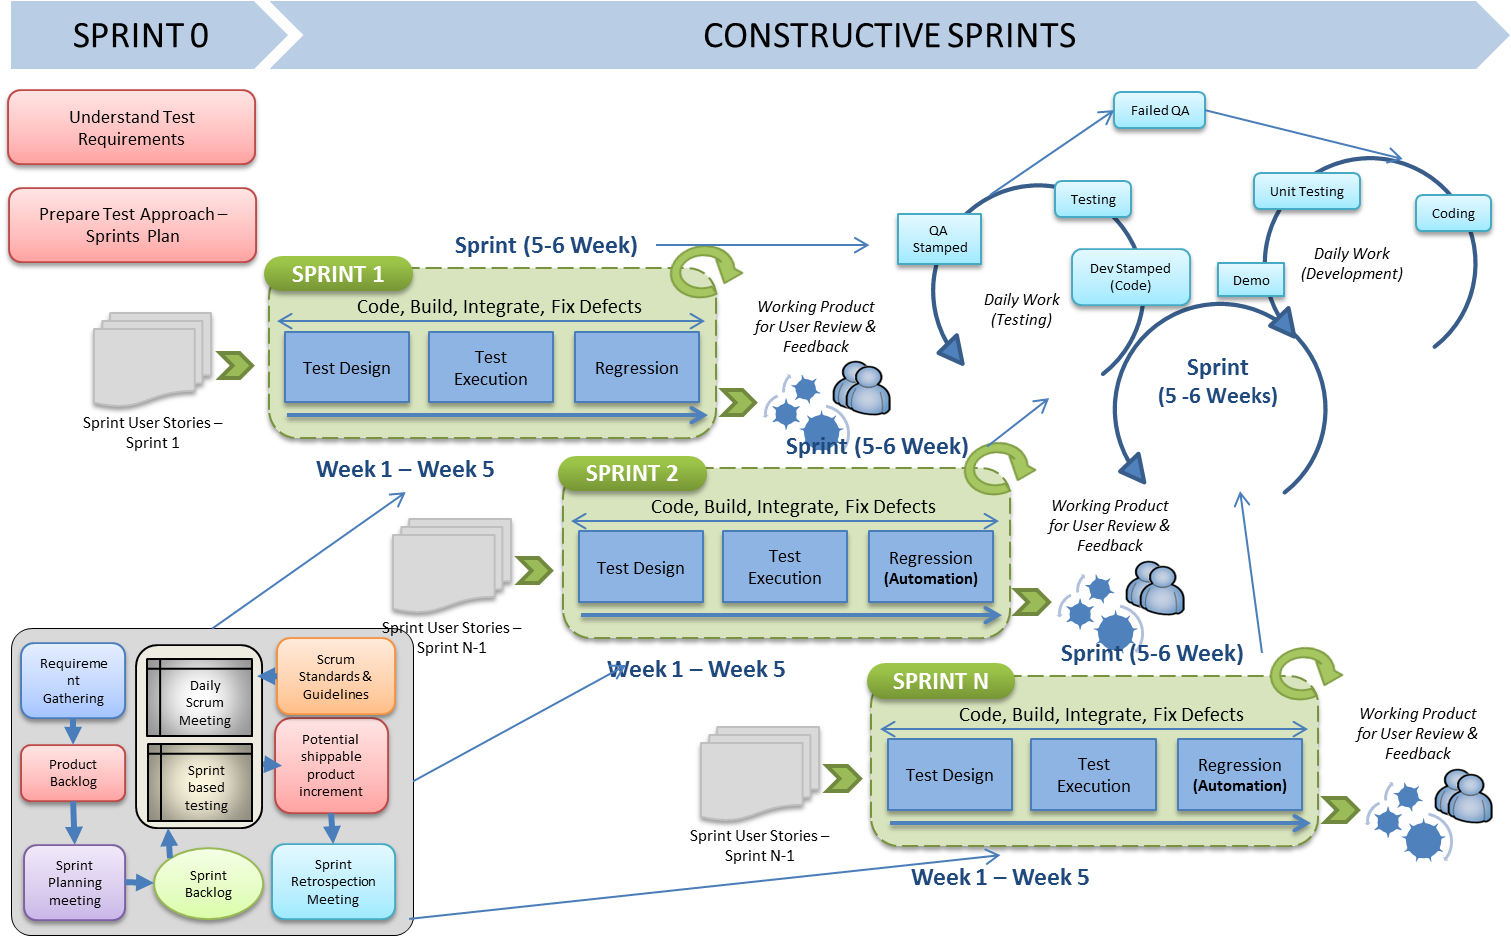 SPRINT 0
CONSTRUCTIVE SPRINTS
Understand Test
Requirements
Prepare Test Approach –
Sprints Plan
Failed QA
Testing
QA
Stamped
Dev Stamped
(Code)
Daily Work
(Testing)
Unit Testing
Coding
Demo
Daily Work
(Development)
Sprint
(5 -6 Weeks)
Sprint (5-6 Week)
SPRINT 1
Code, Build, Integrate, Fix Defects
Test Design
Test
Execution
Regression
Working Product
for User Review &
Feedback
Sprint User Stories –
Sprint 1
Week 1 – Week 5
Sprint (5-6 Week)
SPRINT 2
Code, Build, Integrate, Fix Defects
Test Design
Test
Execution
Regression
(Automation)
Working Product
for User Review &
Feedback
Sprint User Stories –
Sprint N-1
Week 1 – Week 5
Sprint (5-6 Week)
SPRINT N
Code, Build, Integrate, Fix Defects
Test Design
Test
Execution
Regression
(Automation)
Working Product
for User Review &
Feedback
Sprint User Stories –
Sprint N-1
Week 1 – Week 5
Requireme
nt
Gathering
Product
Backlog
Sprint
Planning
meeting
Sprint
Backlog
Daily
Scrum
Meeting
Sprint
based
testing
Scrum
Standards &
Guidelines
Potential
shippable
product
increment
Sprint
Retrospection
Meeting